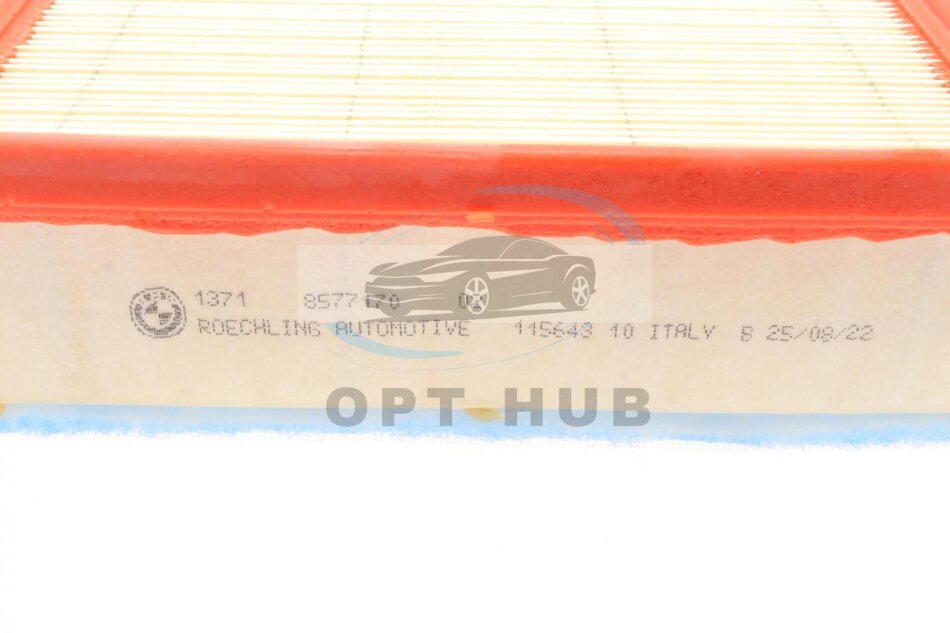 1371 8577170
ROECHLING AUTOMOTIVE 115643 10 ITALY B 25/08/22
OPT HUB